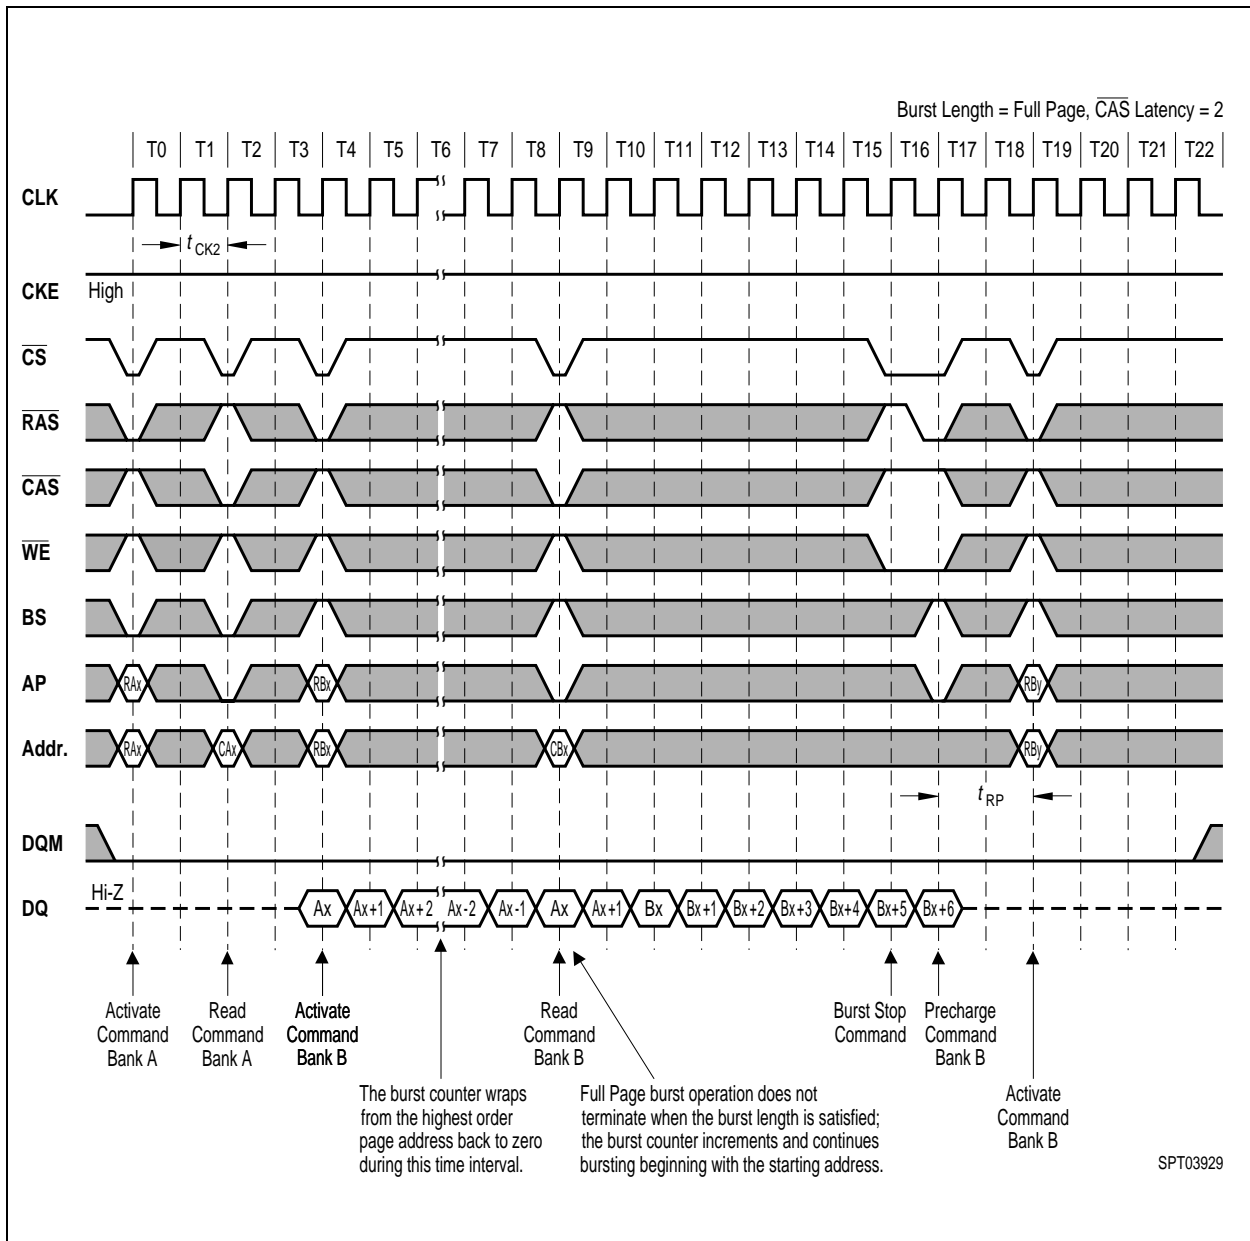 Burst Length = Full Page, CAS Latency = 2
T0 T1 T2 T3 T4 T5 T6 T7 T8 T9 T10 T11 T12 T13 T14 T15 T16 T17 T18 T19 T20 T21 T22
CLK
t CK2
CKE High
CS
RAS
CAS
WE
BS
AP RAx RBx RBy
Addr. RAx CAx RBx CBx RBy
t RP
DQM
Hi-Z
DQ Ax Ax+1 Ax+2 Ax-2 Ax-1 Ax Ax+1 Bx Bx+1 Bx+2 Bx+3 Bx+4 Bx+5 Bx+6
Activate
Command
Bank A
Read
Command
Bank A
Activate
Command
Bank B
Read
Command
Bank B
Burst Stop
Command
Precharge
Command
Bank B
The burst counter wraps
from the highest order
page address back to zero
during this time interval.
Full Page burst operation does not
terminate when the burst length is satisfied;
the burst counter increments and continues
bursting beginning with the starting address.
Activate
Command
Bank B
SPT03929